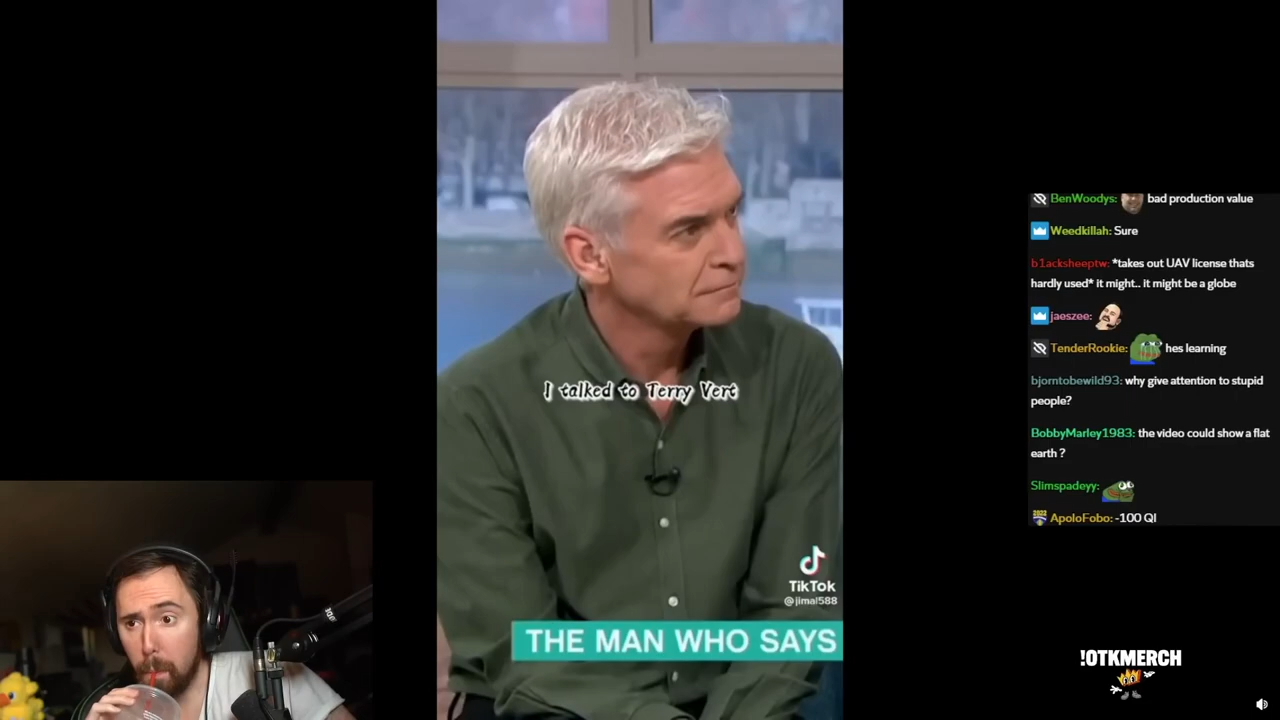 I talked to Terry Vert
TikTok
@jimal588
THE MAN WHO SAYS
BenWoodys: bad production value
Weedkillah: Sure
b1acksheeptw: *takes out UAV license thats
hardly used* it might.. it might be a globe
jaeszee:
TenderRookie: hes learning
bjorntobewild93: why give attention to stupid
people?
BobbyMarley1983: the video could show a flat
earth ?
Slimspadeyy:
ApoloFobo: -100 QI
!OTKMERCH